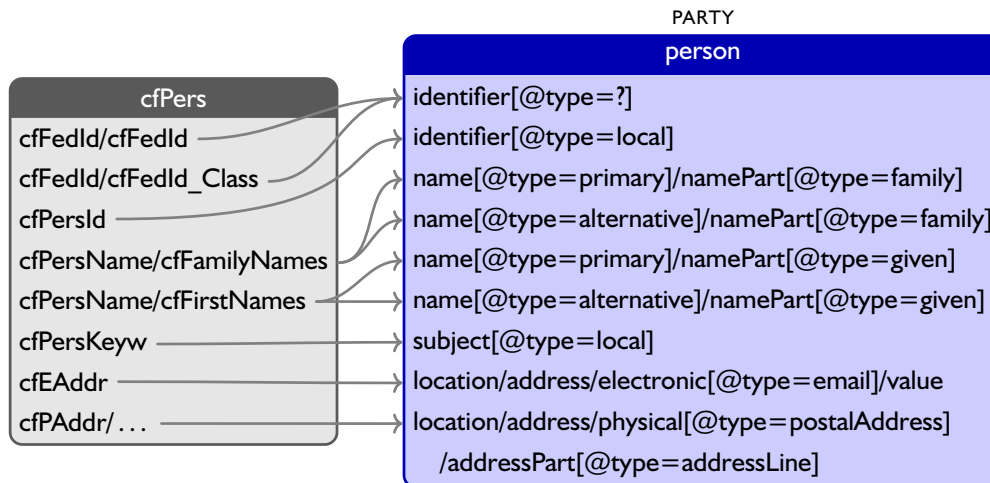 PARTY
person
cfPers
cfFedId/cfFedId
cfFedId/cfFedId_Class
cfPersId
cfPersName/cfFamilyNames
cfPersName/cfFirstNames
cfPersKeyw
cfEAddr
cfPAddr/ . . .
identifier[@type=?]
identifier[@type=local]
name[@type=primary]/namePart[@type=family]
name[@type=alternative]/namePart[@type=family]
name[@type=primary]/namePart[@type=given]
name[@type=alternative]/namePart[@type=given]
subject[@type=local]
location/address/electronic[@type=email]/value
location/address/physical[@type=postalAddress]
/addressPart[@type=addressLine]